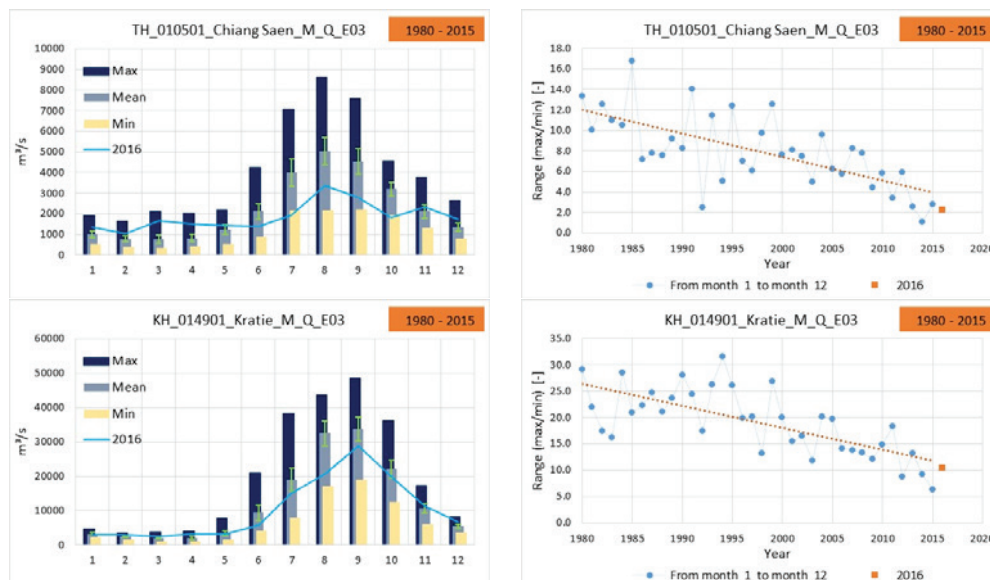 TH_010501_Chiang Saen_M_Q_E03
1980 - 2015
10000
9000
8000
7000
6000
5000
4000
3000
2000
1000
0
m³/s
Max
Mean
Min
2016
1 2 3 4 5 6 7 8 9 10 11 12
TH_010501_Chiang Saen_M_Q_E03
1980 - 2015
18.0
16.0
14.0
12.0
10.0
8.0
6.0
4.0
2.0
0.0
Range (max/min) [-]
1980 1985 1990 1995 2000 2005 2010 2015 2020
Year
From month 1 to month 12
2016
KH_014901_Kratie_M_Q_E03
1980 - 2015
60000
50000
40000
30000
20000
10000
0
m³/s
Max
Mean
Min
2016
1 2 3 4 5 6 7 8 9 10 11 12
KH_014901_Kratie_M_Q_E03
1980 - 2015
35.0
30.0
25.0
20.0
15.0
10.0
5.0
0.0
Range (max/min) [-]
1980 1985 1990 1995 2000 2005 2010 2015 2020
Year
From month 1 to month 12
2016